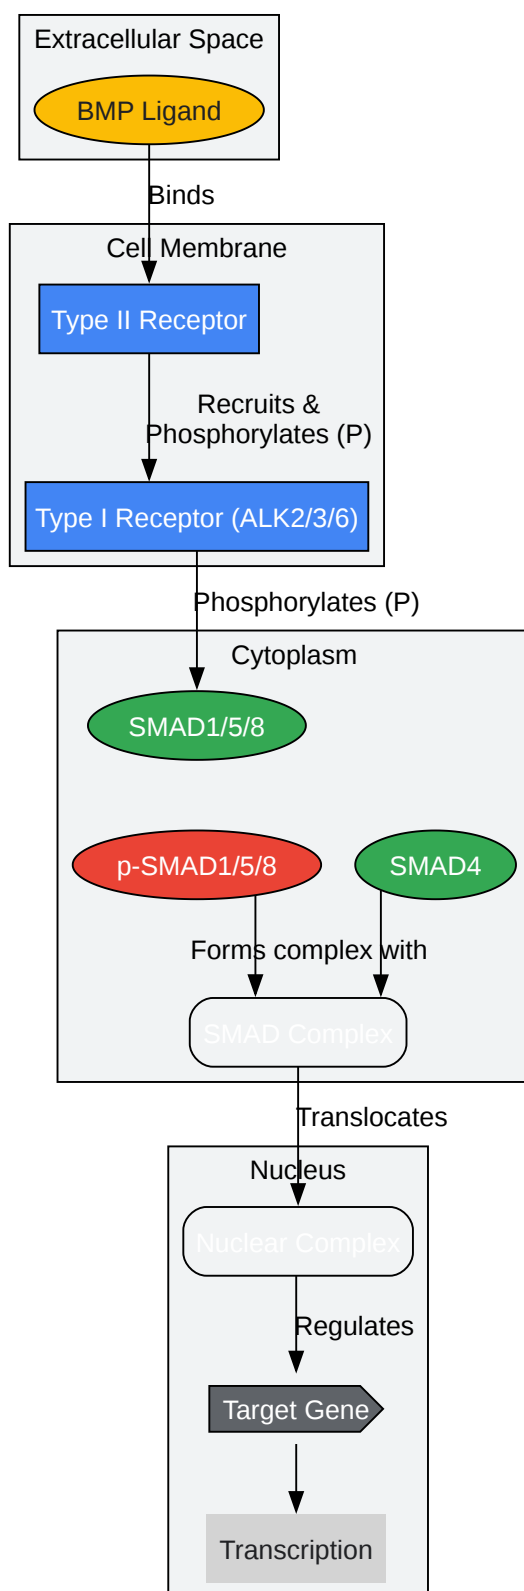 Extracellular Space
BMP Ligand
Binds
Cell Membrane
Type II Receptor
Recruits &
Phosphorylates (P)
Type I Receptor (ALK2/3/6)
Phosphorylates (P)
Cytoplasm
SMAD1/5/8
p-SMAD1/5/8
SMAD4
Forms complex with
SMAD Complex
Translocates
Nucleus
Nuclear Complex
Regulates
Target Gene
Transcription